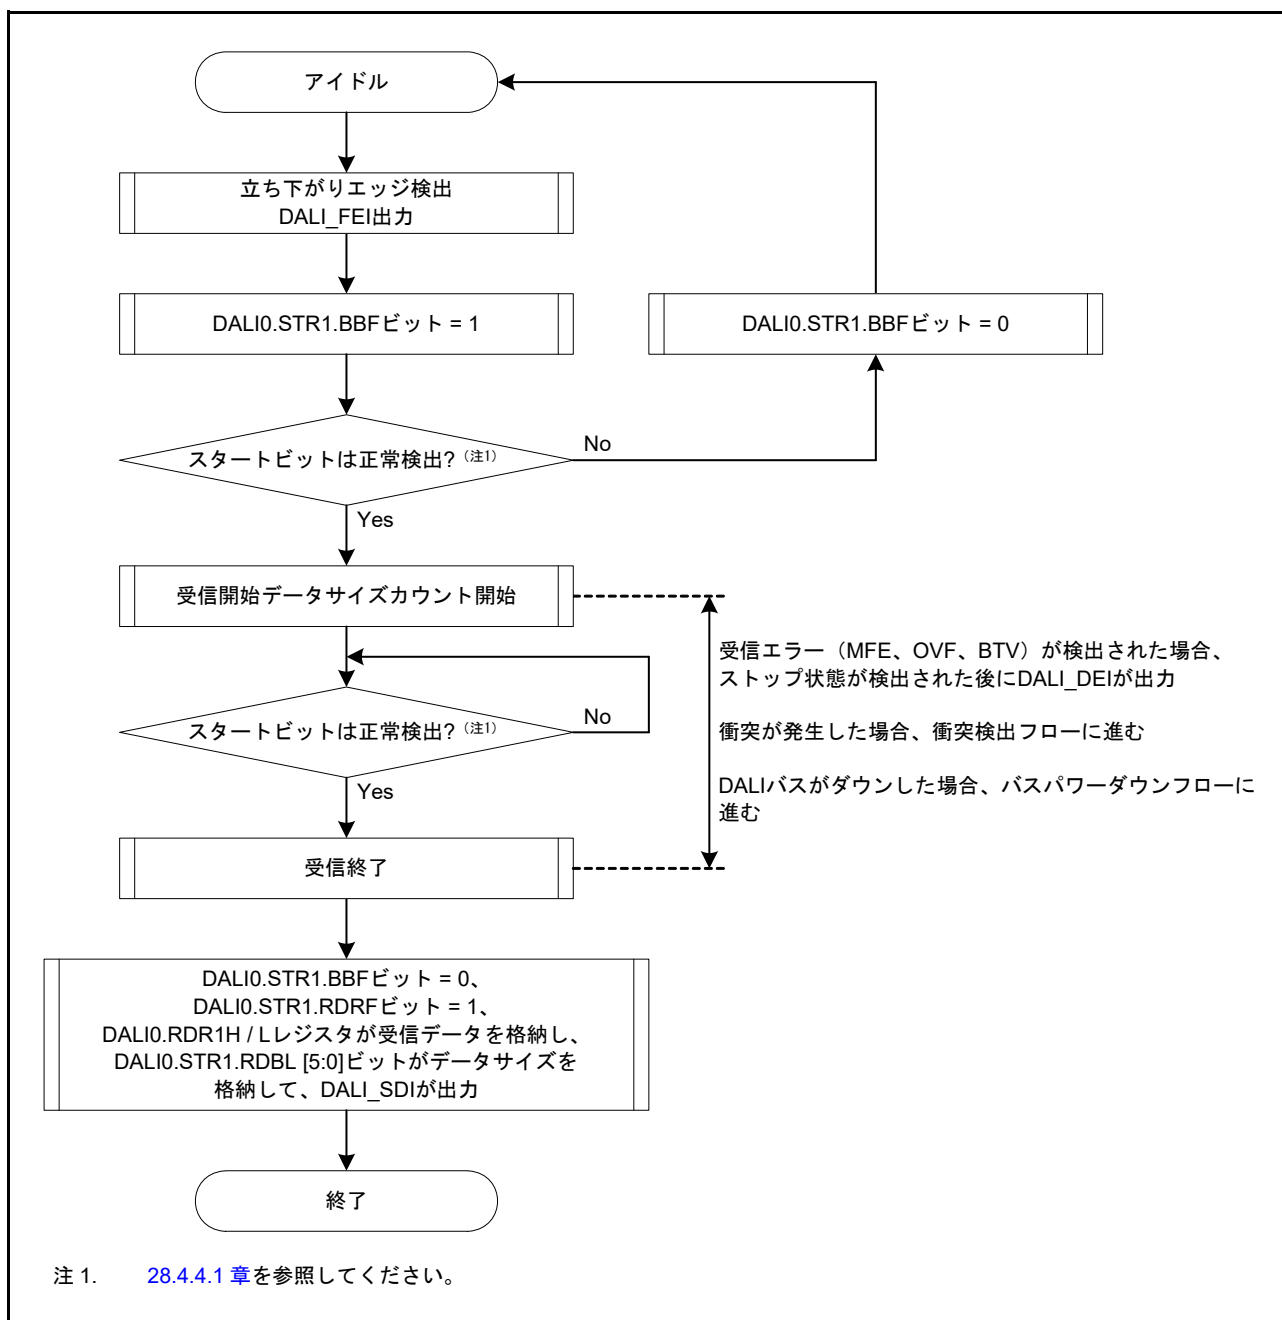 アイドル
立ち下がりエッジ検出
DALI_FEI出力
DALI0.STR1.BBFビット = 1
DALI0.STR1.BBFビット = 0
スタートビットは正常検出? (注1)
No
Yes
受信開始データサイズカウント開始
受信エラー（MFE、OVF、BTV）が検出された場合、
ストップ状態が検出された後にDALI_DEIが出力
衝突が発生した場合、衝突検出フローに進む
DALIバスがダウンした場合、バスパワーダウンフローに
進む
スタートビットは正常検出? (注1)
No
Yes
受信終了
DALI0.STR1.BBFビット = 0、
DALI0.STR1.RDRFビット = 1、
DALI0.RDR1H / Lレジスタが受信データを格納し、
DALI0.STR1.RDBL [5:0]ビットがデータサイズを
格納して、DALI_SDIが出力
終了
注 1. 28.4.4.1 章を参照してください。